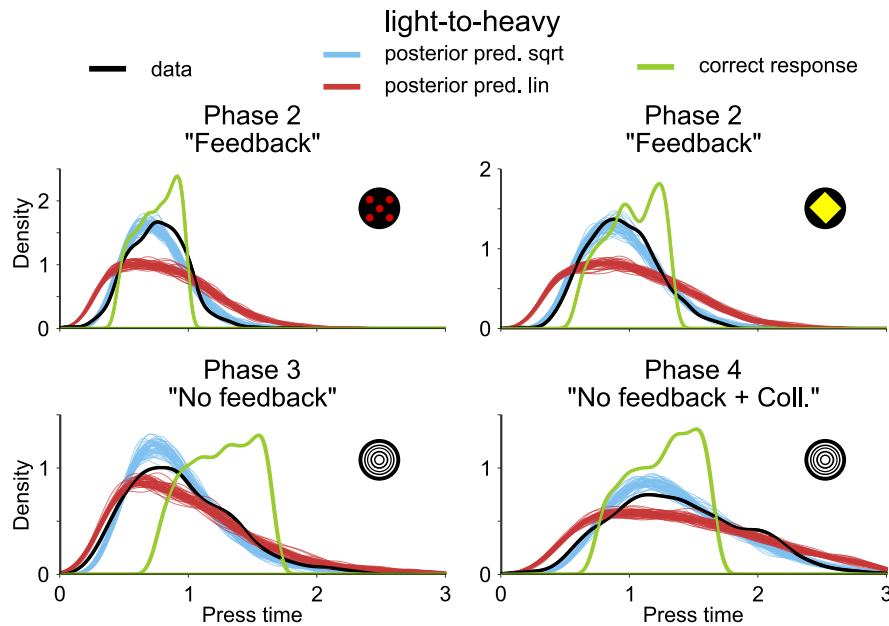 light-to-heavy
data
posterior pred. sqrt
posterior pred. lin
correct response
Phase 2
"Feedback"
Density
2
1
0
Phase 2
"Feedback"
2
1
0
Phase 3
"No feedback"
Density
1
0
0
1
2
3
Press time
Phase 4
"No feedback + Coll."
1
0
0
1
2
3
Press time